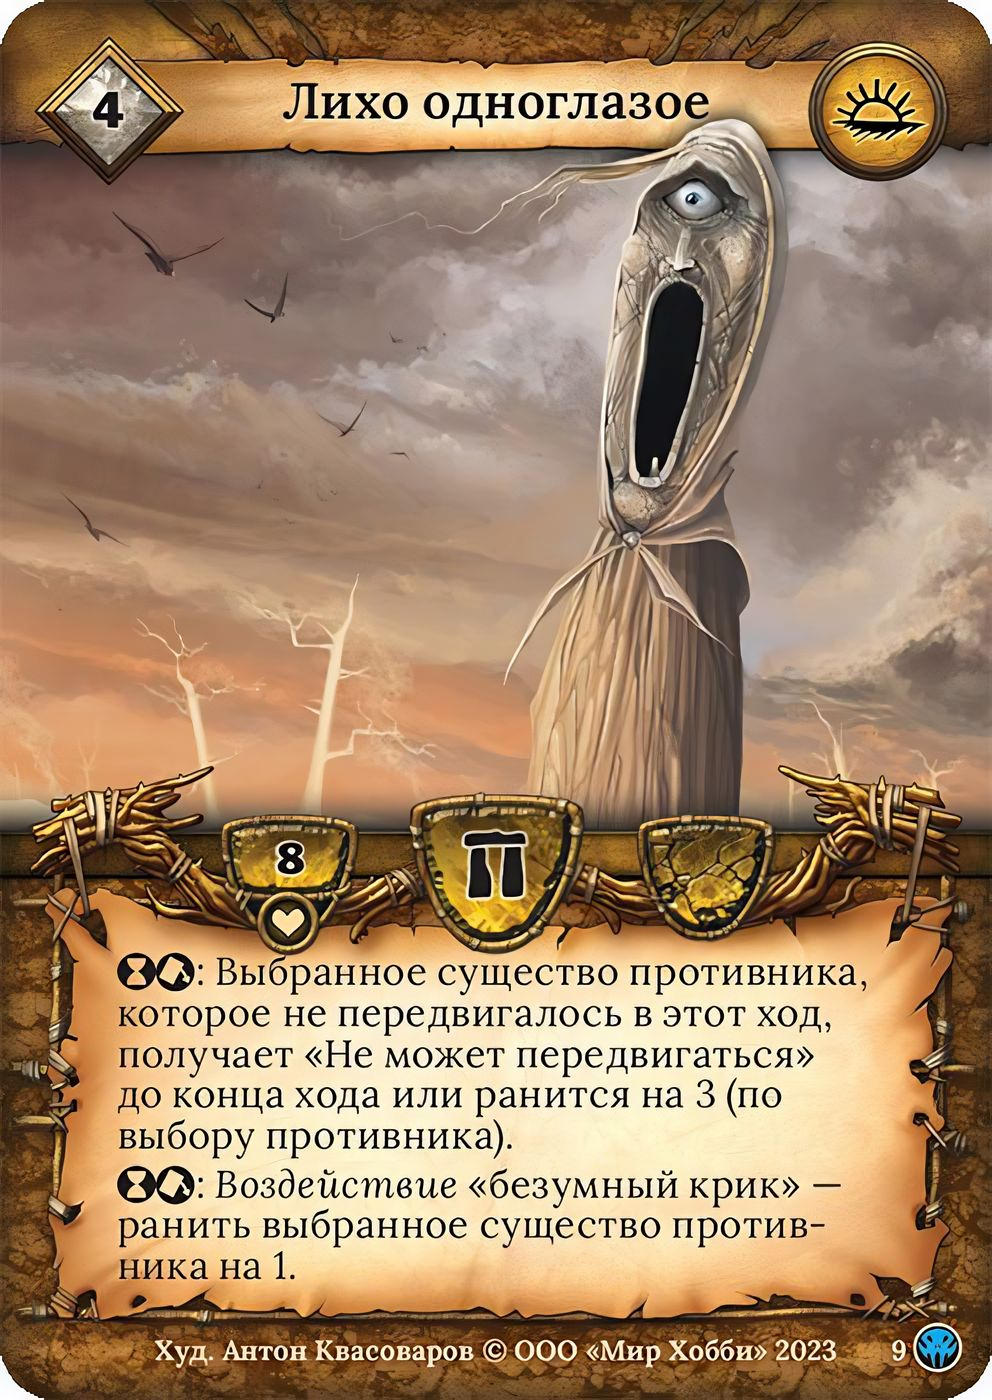 4
Лихо одноглазое
8
П
: Выбранное существо противника,
которое не передвигалось в этот ход,
получает «Не может передвигаться»
до конца хода или ранится на 3 (по
выбору противника).
: Воздействие «безумный крик» —
ранить выбранное существо против-
ника на 1.
Худ. Антон Квасоваров © ООО «Мир Хобби» 2023
9